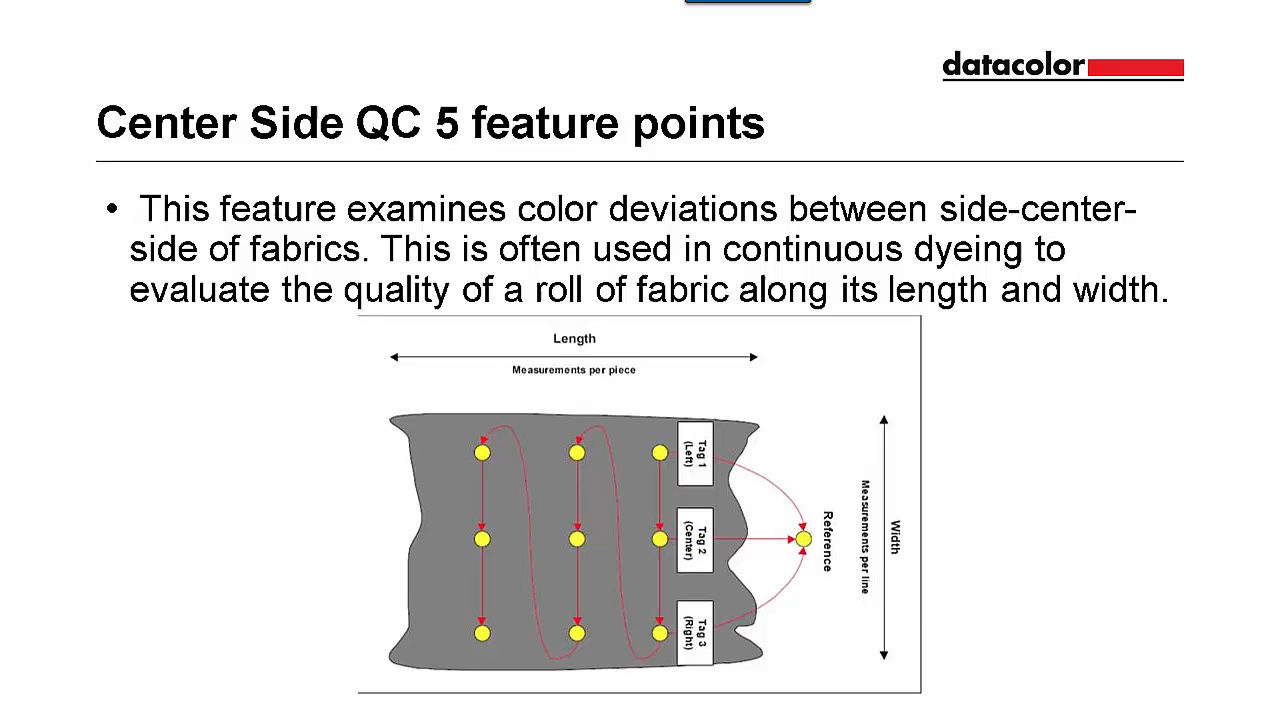 datacolor
Center Side QC 5 feature points
• This feature examines color deviations between side-center-
side of fabrics. This is often used in continuous dyeing to
evaluate the quality of a roll of fabric along its length and width.
Length
Measurements per piece
Tag 1
(Left)
Tag 2
(Center)
Tag 3
(Right)
Reference
Measurements per line
Width